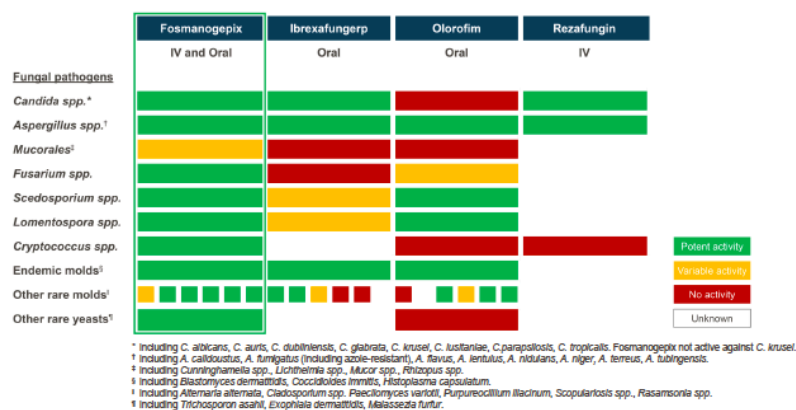 Fosmanogepix Ibrexafungerp Olorofim Rezafungin
IV and Oral Oral Oral IV
Fungal pathogens
Candida spp.*
Aspergillus spp.†
Mucorales‡
Fusarium spp.
Scedosporium spp.
Lomentospora spp.
Cryptococcus spp.
Potent activity
Endemic molds§
Variable activity
Other rare molds
No activity
Other rare yeasts¶
Unknown
* Including C. albicans, C. auris, C. dubliniensis, C. glabrata, C. krusei, C. lusitaniae, C.parapsilosis, C. tropicalis. Fosmanogepix not active against C. krusei.
† Including A. calidoustus, A. fumigatus (including azole-resistant), A. flavus, A. lentulus, A. nidulans, A. niger, A. terreus, A. tubingensis.
‡ Including Cunninghamella spp., Lichtheimia spp., Mucor spp., Rhizopus spp.
§ Including Blastomyces dermatitidis, Coccidioides immitis, Histoplasma capsulatum.
Including Alternaria alternata, Cladosporium spp. Paecilomyces variotii, Purpureocillium lilacinum, Scopulariosis spp., Rasamsonia spp.
¶ Including Trichosporon asahii, Exophiala dermatitidis, Malassezia furfur.